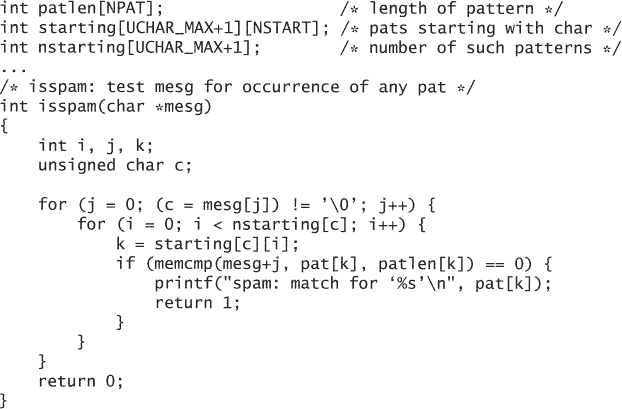 int patlen[NPAT]; /* length of pattern */
int starting[UCHAR_MAX+1][NSTART]; /* pats starting with char */
int nstarting[UCHAR_MAX+1]; /* number of such patterns */
...
/* isspam: test mesg for occurrence of any pat */
int isspam(char *mesg)
{
    int i, j, k;
    unsigned char c;

    for (j = 0; (c = mesg[j]) != ’\0’; j++) {
        for (i = 0; i < nstarting[c]; i++) {
            k = starting[c][i];
            if (memcmp(mesg+j, pat[k], patlen[k]) == 0) {
                printf("spam: match for ‘%s’\n", pat[k]);
                return 1;
            }
        }
    }
    return 0;
}